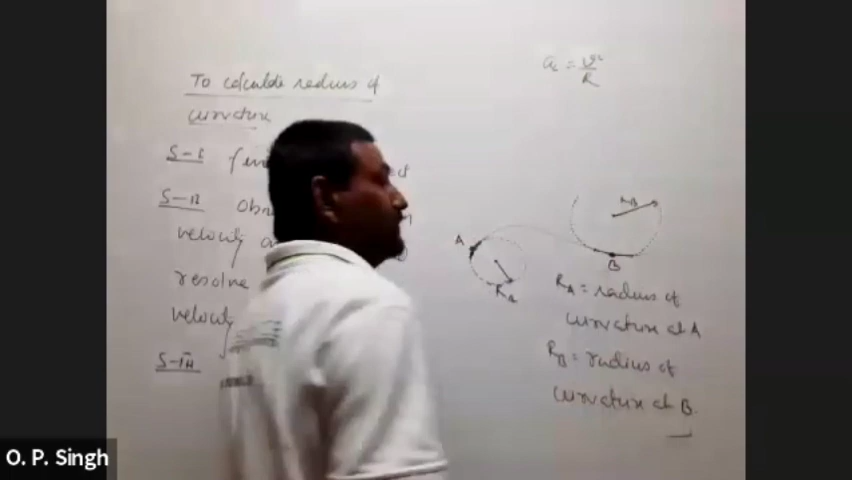 To calculate radius of
curvature
S-I
S-II
velocity
resolve
velocity
S-III
a_c = v²/R
A
R_A
R_B
B
R_A = radius of
curvature at A
R_B = radius of
curvature at B.
O. P. Singh